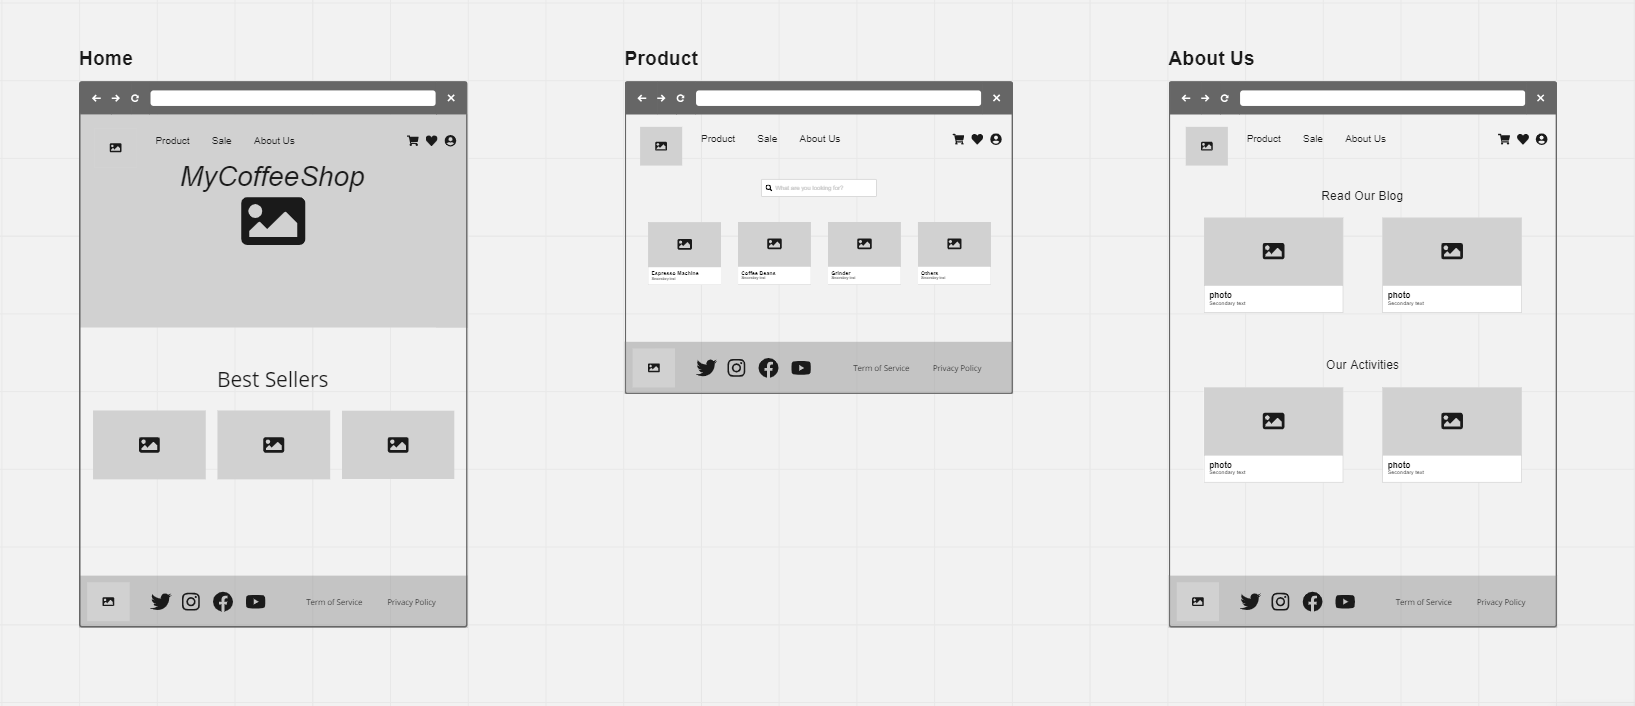 Home
Product Sale About Us
MyCoffeeShop
Best Sellers
Term of Service Privacy Policy
Product
Product Sale About Us
What are you looking for?
Espresso Machine
Secondary text
Coffee Beans
Secondary text
Grinder
Secondary text
Others
Secondary text
Term of Service Privacy Policy
About Us
Product Sale About Us
Read Our Blog
photo
Secondary text
photo
Secondary text
Our Activities
photo
Secondary text
photo
Secondary text
Term of Service Privacy Policy